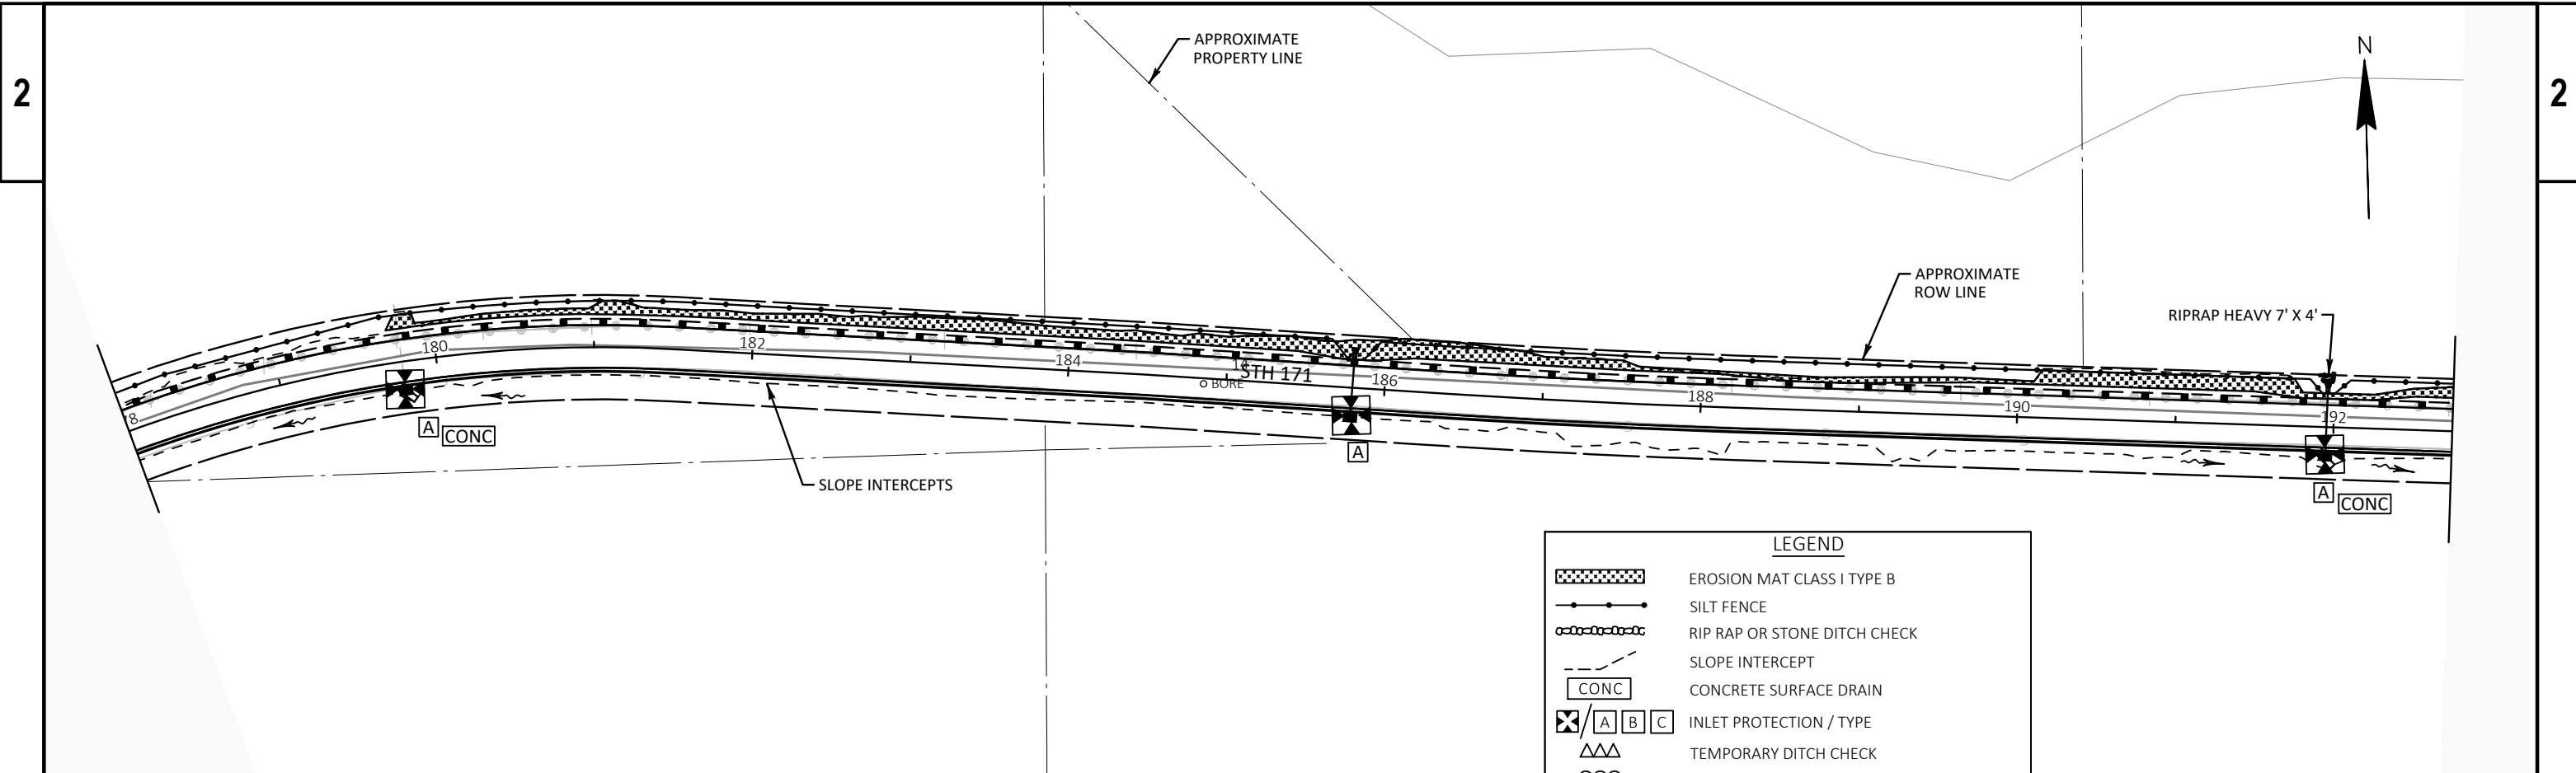 2
2
APPROXIMATE
PROPERTY LINE
N
APPROXIMATE
ROW LINE
RIPRAP HEAVY 7' X 4'
8
180
182
184
14
STH 171
BORE
186
188
190
192
A
CONC
A
A
CONC
SLOPE INTERCEPTS
LEGEND
EROSION MAT CLASS I TYPE B
SILT FENCE
RIP RAP OR STONE DITCH CHECK
SLOPE INTERCEPT
CONC CONCRETE SURFACE DRAIN
/ A B C INLET PROTECTION / TYPE
TEMPORARY DITCH CHECK